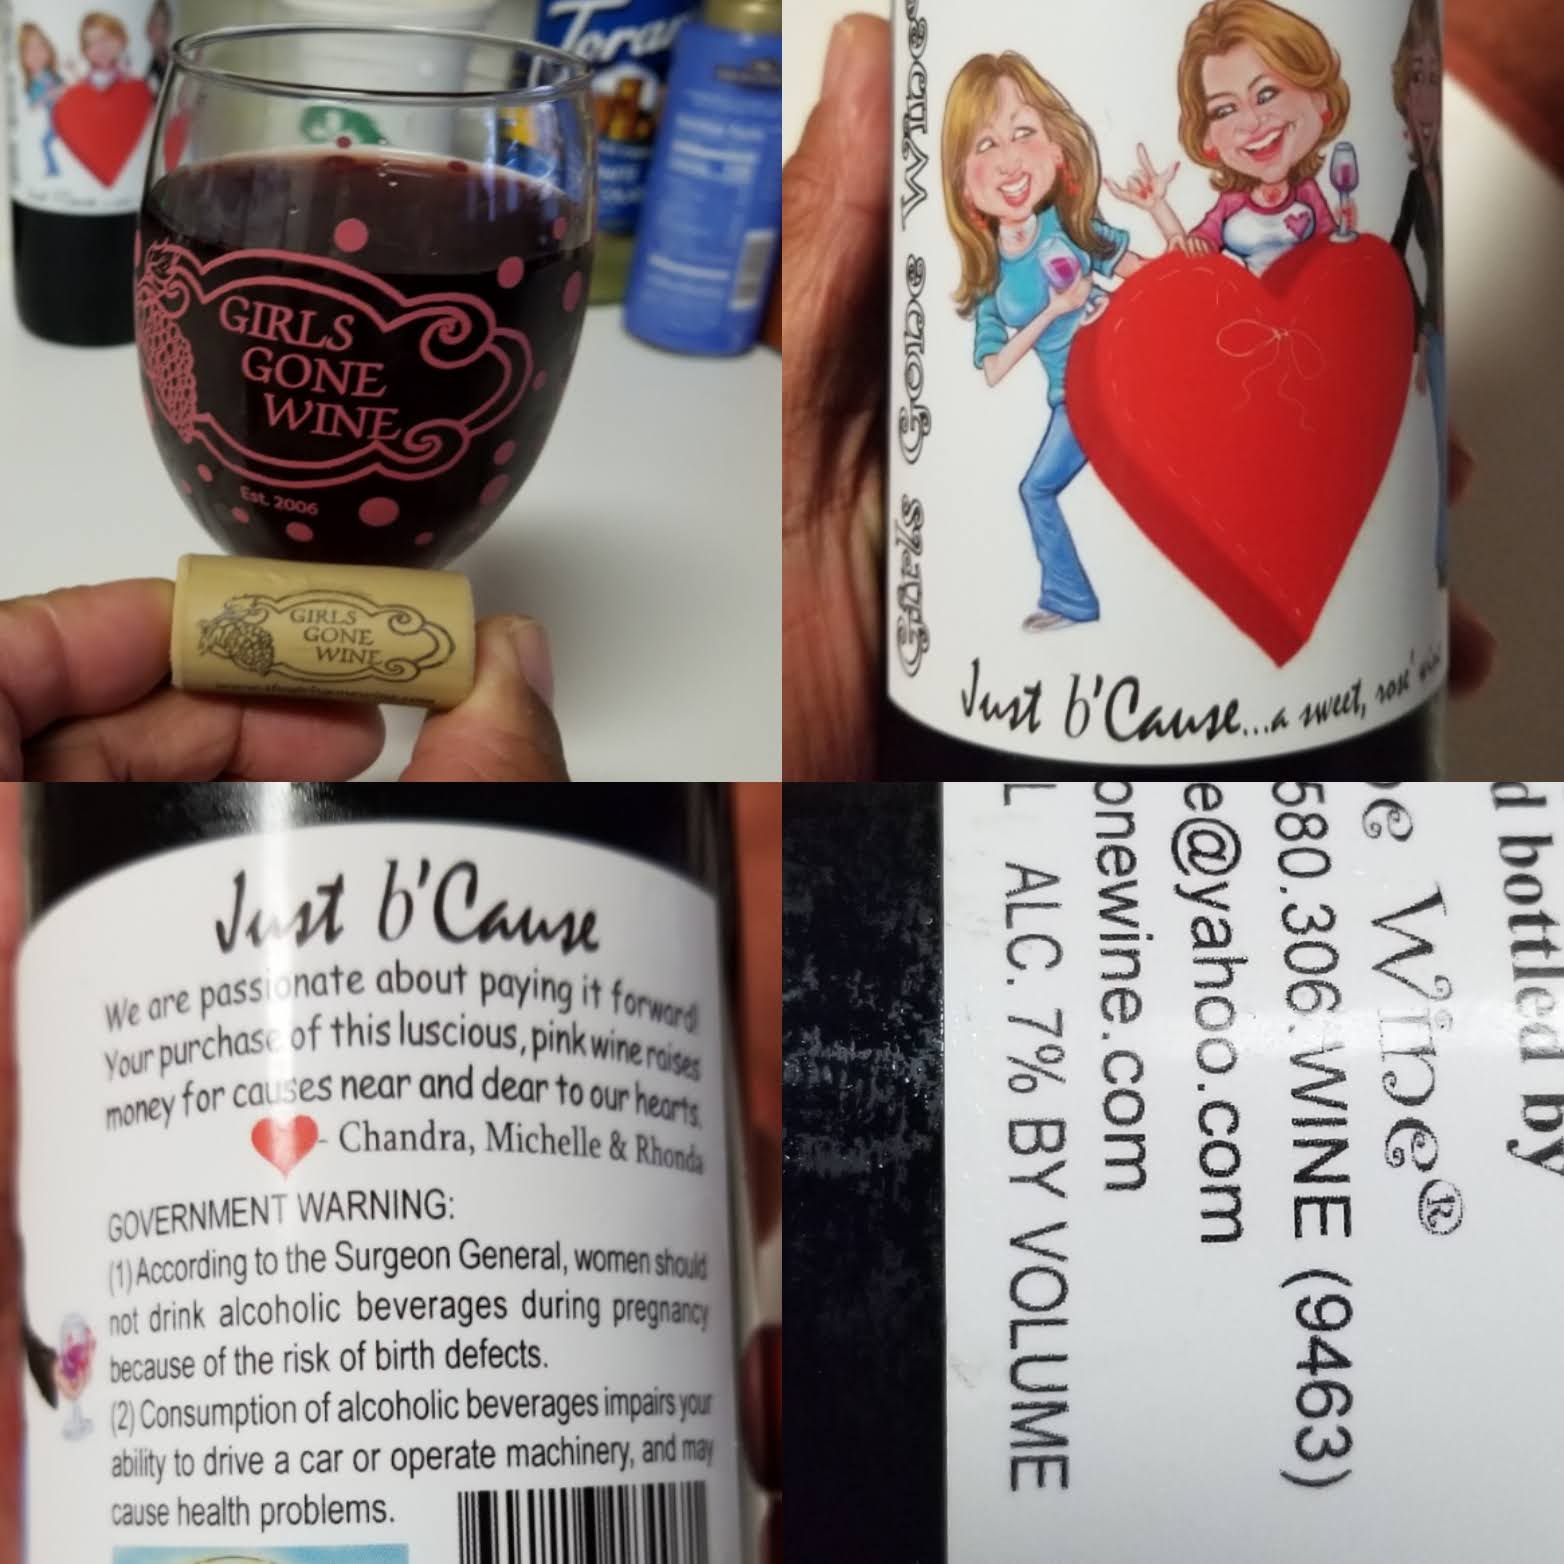 Torani
GIRLS
GONE
WINE
Est. 2006
GIRLS
GONE
WINE
Girls Gone Wine
Just b'Cause...a sweet, rose'
Just b'Cause
We are passionate about paying it forward!
Your purchase of this luscious, pink wine raises
money for causes near and dear to our hearts.
- Chandra, Michelle & Rhonda
GOVERNMENT WARNING:
(1) According to the Surgeon General, women should
not drink alcoholic beverages during pregnancy
because of the risk of birth defects.
(2) Consumption of alcoholic beverages impairs your
ability to drive a car or operate machinery, and may
cause health problems.
d bottled by
Wine®
580.306.WINE (9463)
e@yahoo.com
onewine.com
L ALC. 7% BY VOLUME